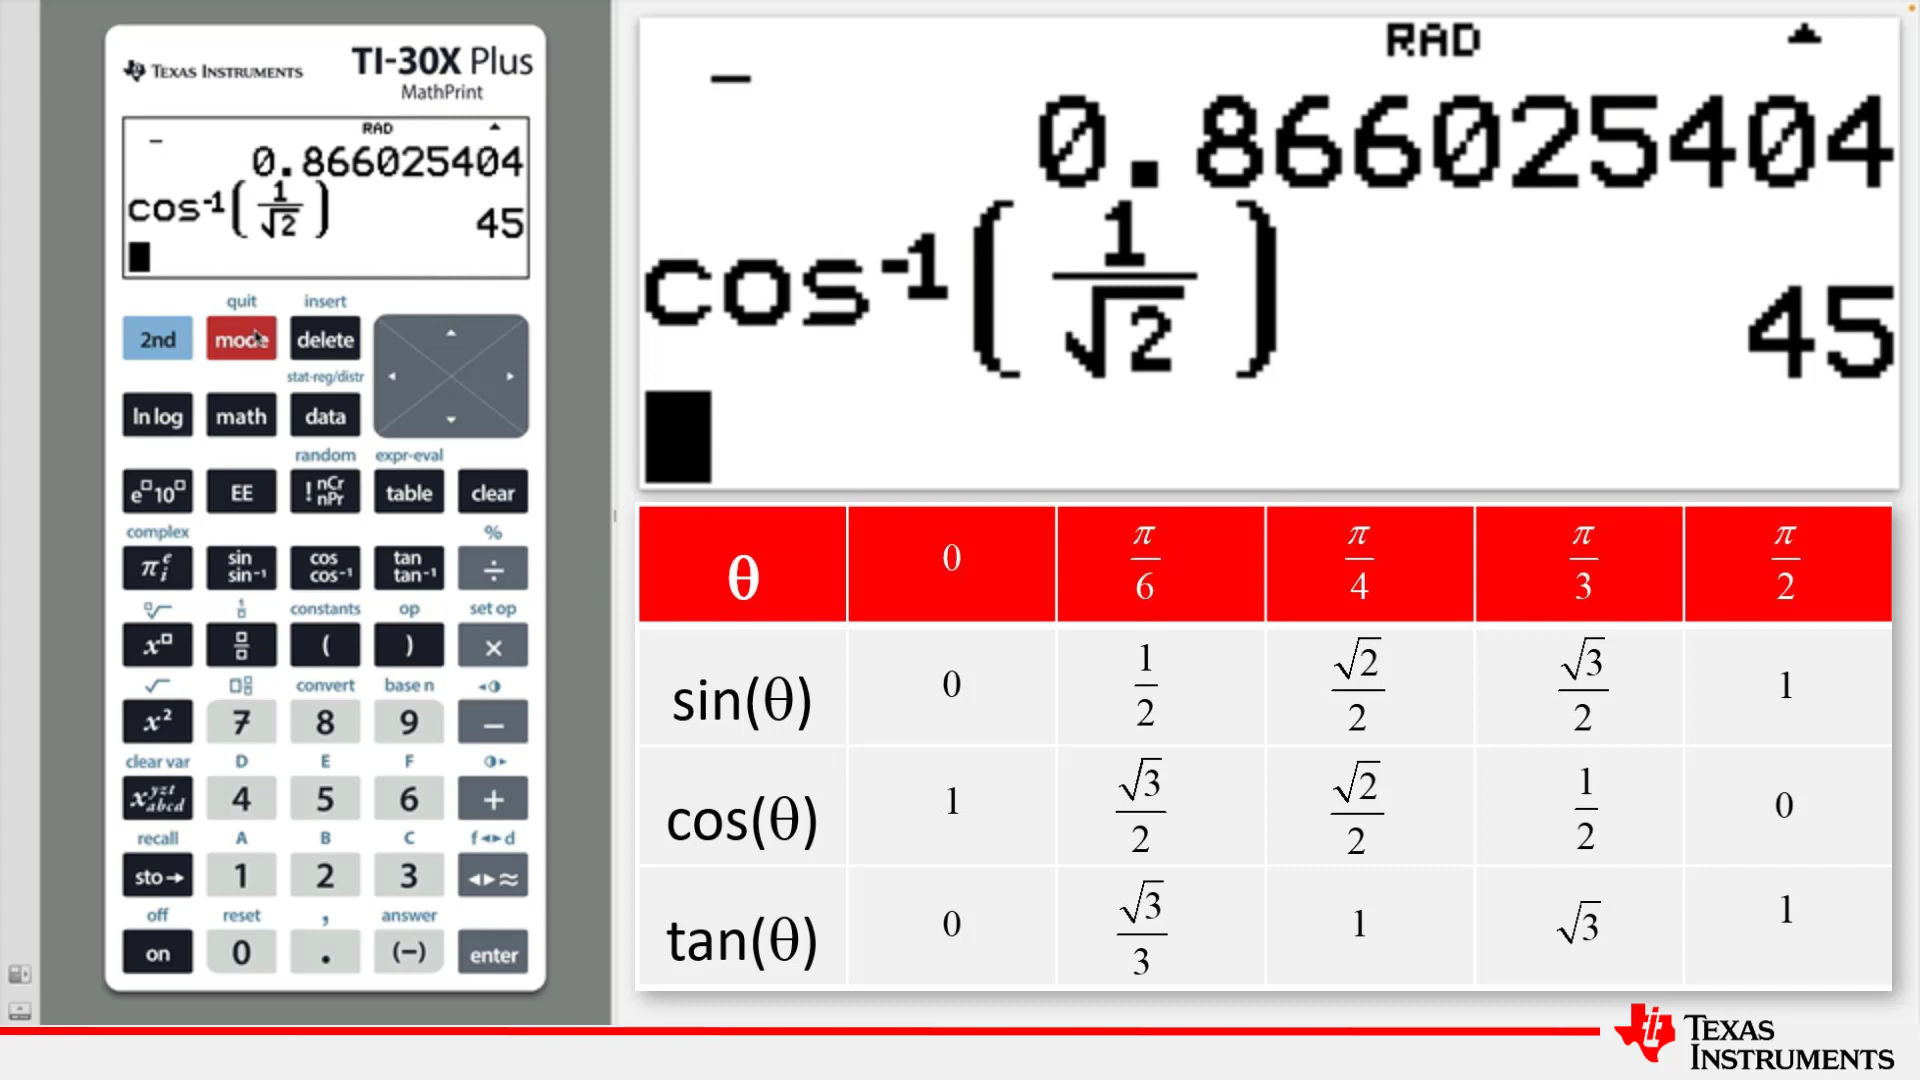 TEXAS INSTRUMENTS
TI-30X Plus
MathPrint
RAD
0.866025404
cos⁻¹(1/√2) 45
quit insert
2nd mode delete
stat-reg/distr
ln log math data
random expr-eval
e□10□ EE ! nCr nPr table clear
complex %
π e i sin sin-1 cos cos-1 tan tan-1 ÷
□√ 1/□ constants op set op
x□ □/□ ( ) ×
√ □□/□ convert base n ◂◑
x² 7 8 9 –
clear var D E F ◑▸
x yzt abcd 4 5 6 +
recall A B C f◂▸d
sto→ 1 2 3 ◂▸≈
off reset , answer
on 0 . (−) enter
RAD
0.866025404
cos⁻¹(1/√2) 45
θ 0 π/6 π/4 π/3 π/2
sin(θ) 0 1/2 √2/2 √3/2 1
cos(θ) 1 √3/2 √2/2 1/2 0
tan(θ) 0 √3/3 1 √3 1
TEXAS
INSTRUMENTS